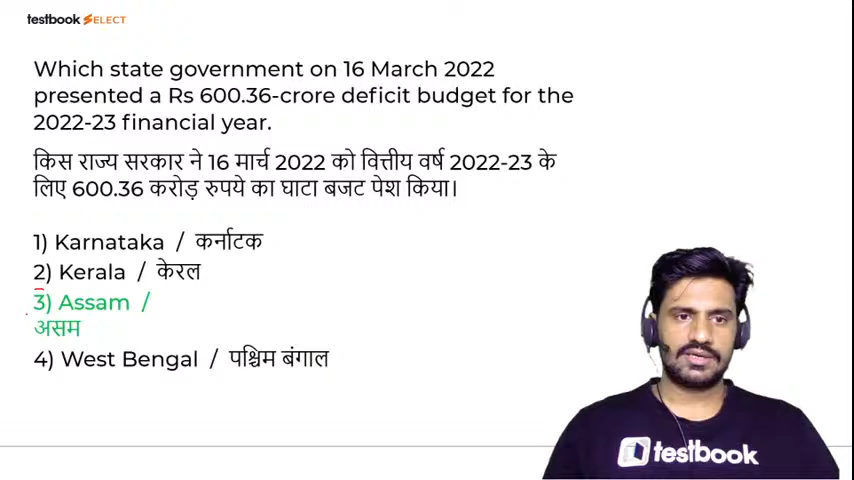 testbook SELECT
Which state government on 16 March 2022
presented a Rs 600.36-crore deficit budget for the
2022-23 financial year.
किस राज्य सरकार ने 16 मार्च 2022 को वित्तीय वर्ष 2022-23 के
लिए 600.36 करोड़ रुपये का घाटा बजट पेश किया।
1) Karnataka / कर्नाटक
2) Kerala / केरल
3) Assam /
असम
4) West Bengal / पश्चिम बंगाल
testbook